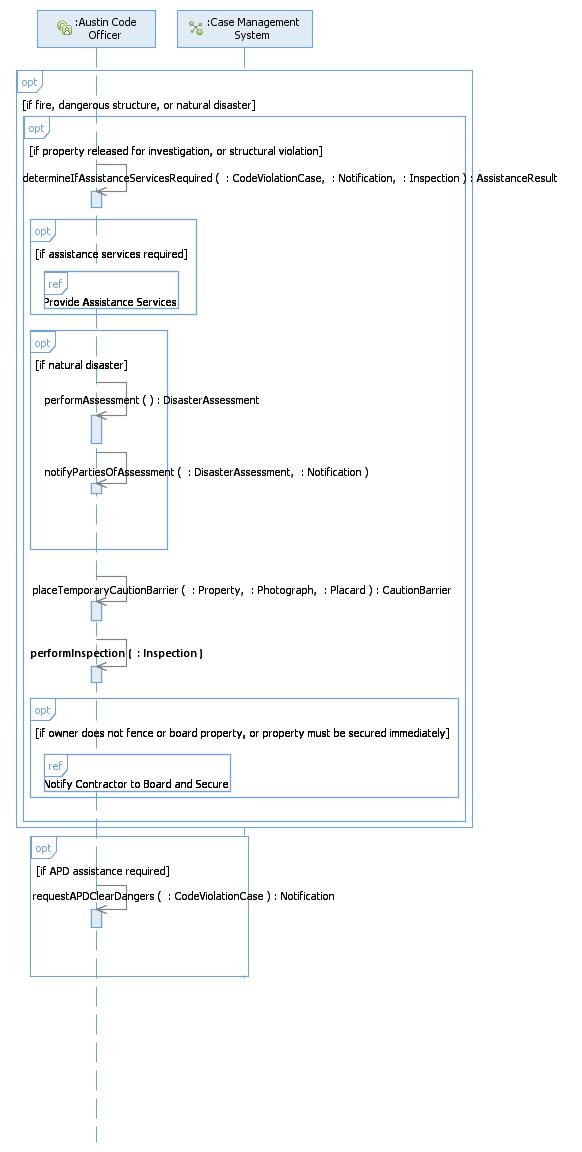 :Austin Code
Officer
:Case Management
System
opt
[if fire, dangerous structure, or natural disaster]
opt
[if property released for investigation, or structural violation]
determineIfAssistanceServicesRequired ( : CodeViolationCase, : Notification, : Inspection ) : AssistanceResult
opt
[if assistance services required]
ref
Provide Assistance Services
opt
[if natural disaster]
performAssessment ( ) : DisasterAssessment
notifyPartiesOfAssessment ( : DisasterAssessment, : Notification )
placeTemporaryCautionBarrier ( : Property, : Photograph, : Placard ) : CautionBarrier
performInspection ( : Inspection )
opt
[if owner does not fence or board property, or property must be secured immediately]
ref
Notify Contractor to Board and Secure
opt
[if APD assistance required]
requestAPDClearDangers ( : CodeViolationCase ) : Notification